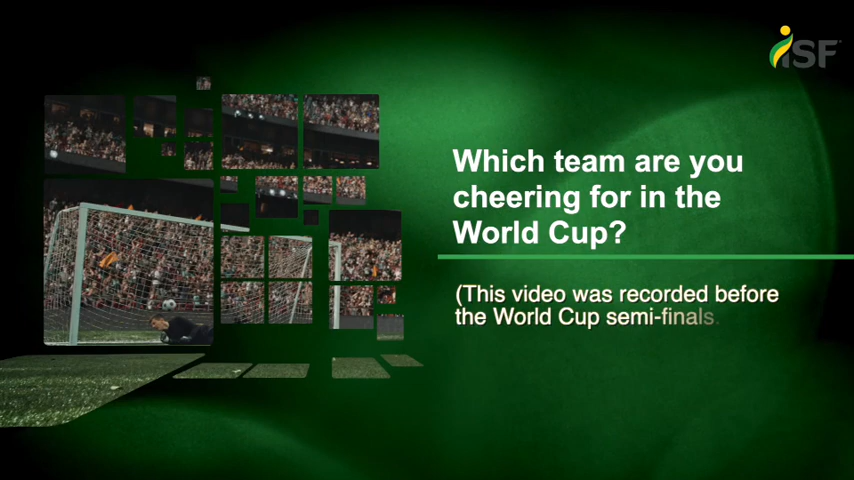 iSF
Which team are you
cheering for in the
World Cup?
(This video was recorded before
the World Cup semi-finals.